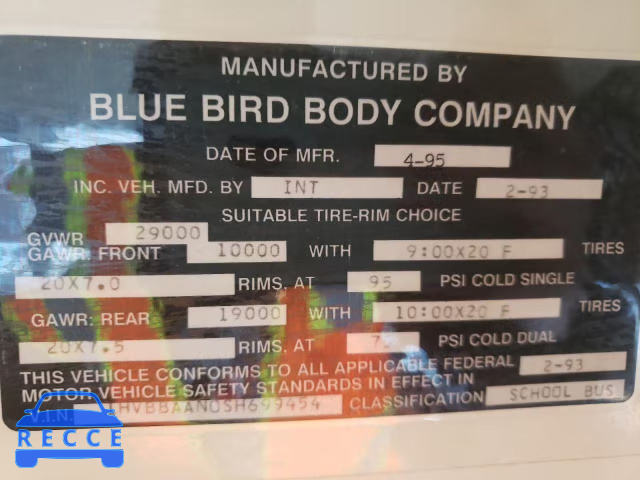 MANUFACTURED BY
BLUE BIRD BODY COMPANY
DATE OF MFR. 4-95
INC. VEH. MFD. BY INT DATE 2-93
SUITABLE TIRE-RIM CHOICE
GVWR 29000
GAWR: FRONT 10000 WITH 9:00X20 F TIRES
20X7.0 RIMS, AT 95 PSI COLD SINGLE
GAWR: REAR 19000 WITH 10:00X20 F TIRES
20X7.5 RIMS, AT PSI COLD DUAL
THIS VEHICLE CONFORMS TO ALL APPLICABLE FEDERAL 2-93
MOTOR VEHICLE SAFETY STANDARDS IN EFFECT IN
V.I.N. 1HVBBAAN0SH699454 CLASSIFICATION SCHOOL BUS
RECCE